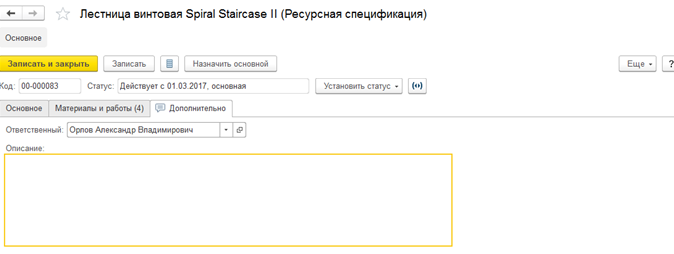 Лестница винтовая Spiral Staircase II (Ресурсная спецификация)
Основное
Записать и закрыть Записать Назначить основной Еще ?
Код: 00-000083 Статус: Действует с 01.03.2017, основная Установить статус
Основное Материалы и работы (4) Дополнительно
Ответственный: Орлов Александр Владимирович
Описание: